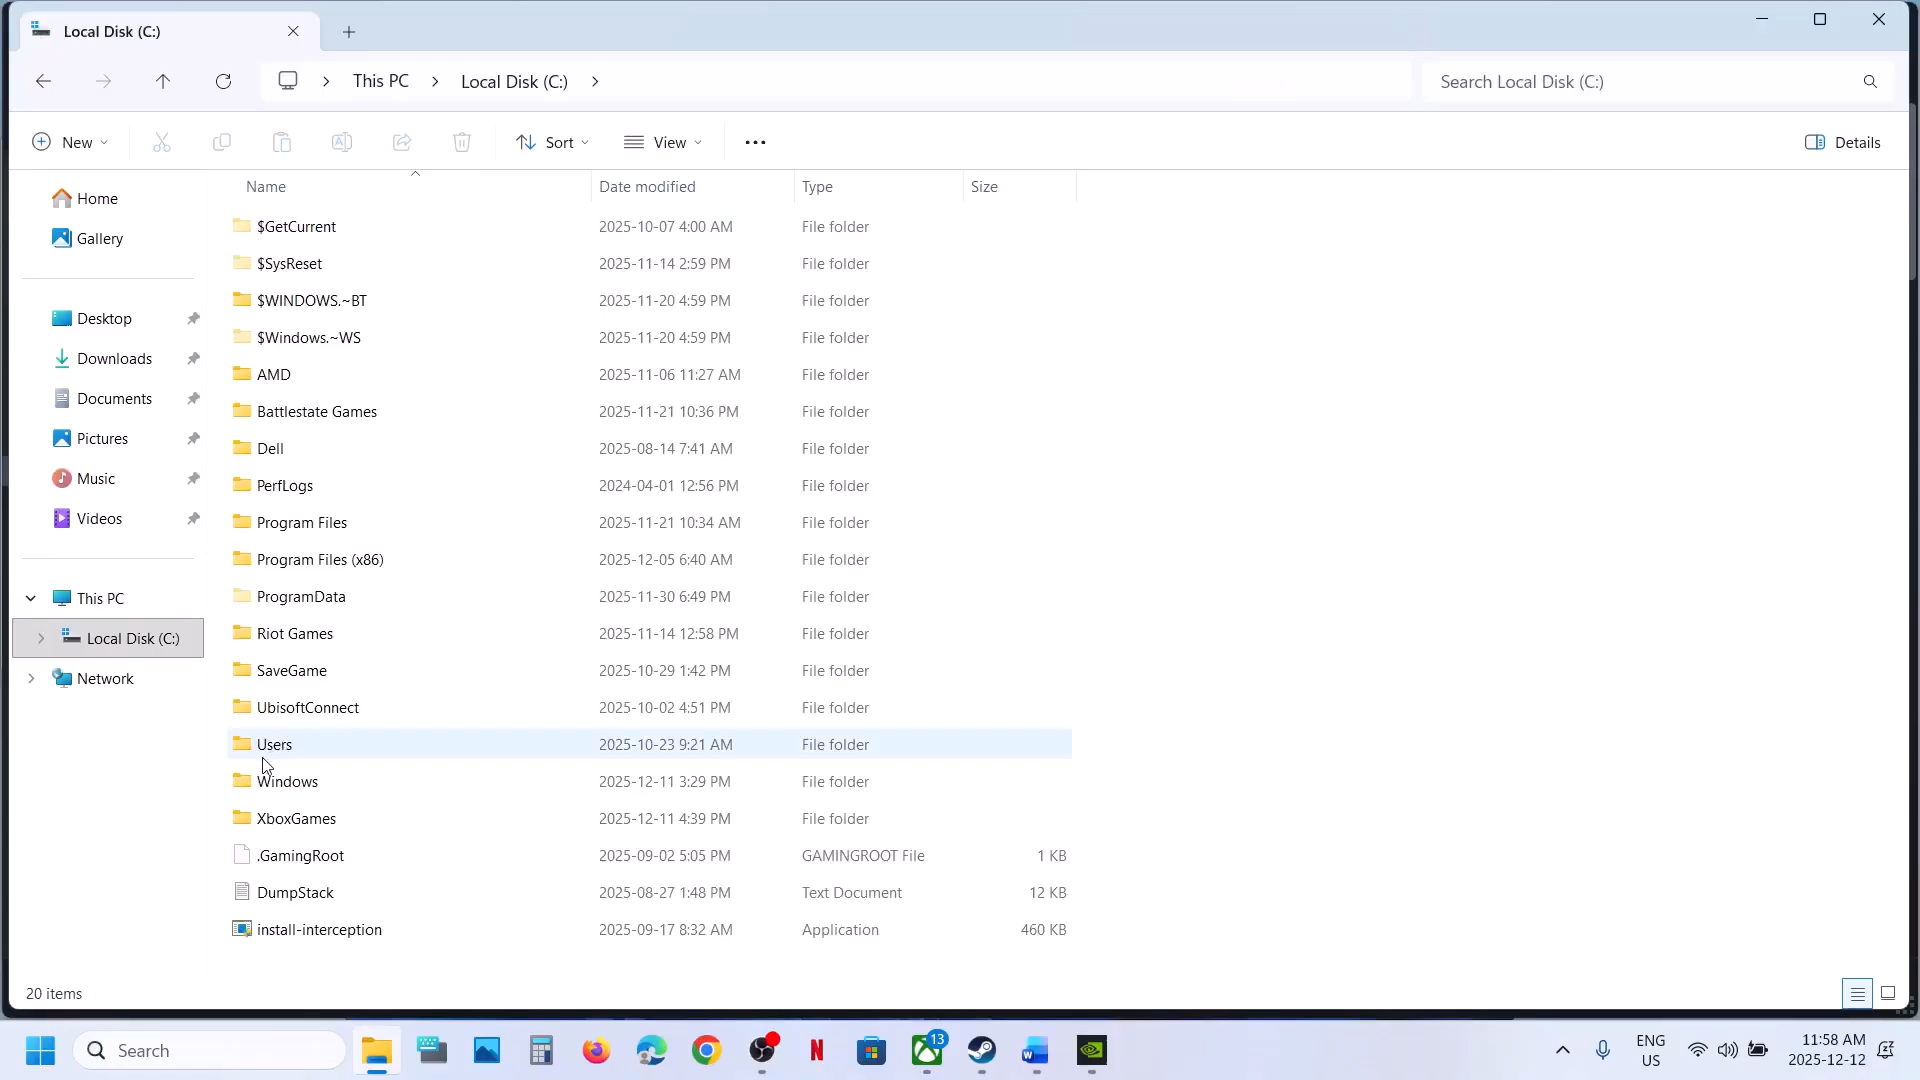 Local Disk (C:)
This PC
Local Disk (C:)
Search Local Disk (C:)
New
Sort
View
Details
Name Date modified Type Size
Home
Gallery
Desktop
Downloads
Documents
Pictures
Music
Videos
This PC
Local Disk (C:)
Network
$GetCurrent 2025-10-07 4:00 AM File folder
$SysReset 2025-11-14 2:59 PM File folder
$WINDOWS.~BT 2025-11-20 4:59 PM File folder
$Windows.~WS 2025-11-20 4:59 PM File folder
AMD 2025-11-06 11:27 AM File folder
Battlestate Games 2025-11-21 10:36 PM File folder
Dell 2025-08-14 7:41 AM File folder
PerfLogs 2024-04-01 12:56 PM File folder
Program Files 2025-11-21 10:34 AM File folder
Program Files (x86) 2025-12-05 6:40 AM File folder
ProgramData 2025-11-30 6:49 PM File folder
Riot Games 2025-11-14 12:58 PM File folder
SaveGame 2025-10-29 1:42 PM File folder
UbisoftConnect 2025-10-02 4:51 PM File folder
Users 2025-10-23 9:21 AM File folder
Windows 2025-12-11 3:29 PM File folder
XboxGames 2025-12-11 4:39 PM File folder
.GamingRoot 2025-09-02 5:05 PM GAMINGROOT File 1 KB
DumpStack 2025-08-27 1:48 PM Text Document 12 KB
install-interception 2025-09-17 8:32 AM Application 460 KB
20 items
Search
13
ENG
US
11:58 AM
2025-12-12